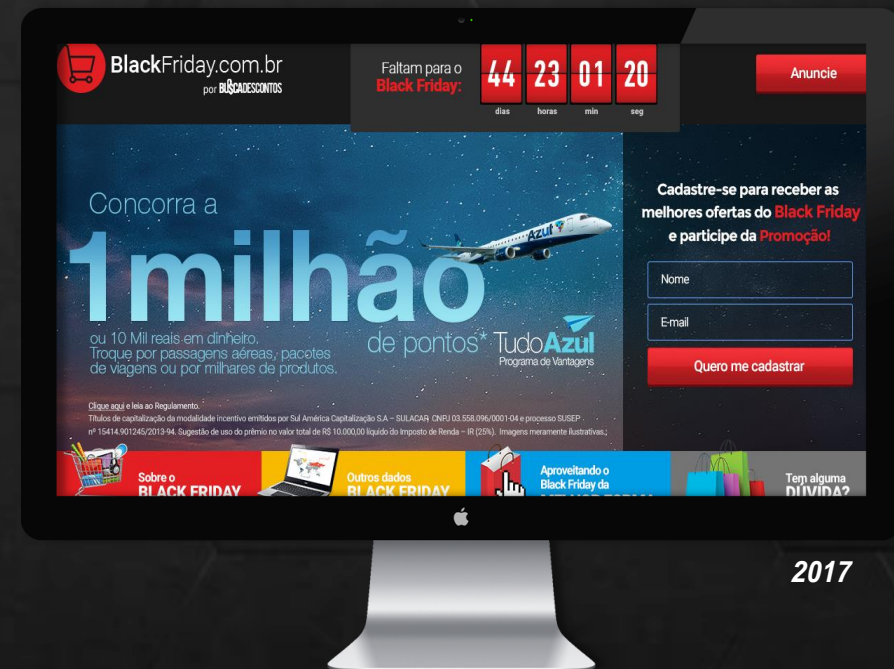 BlackFriday.com.br
por BUSCADESCONTOS
Faltam para o
Black Friday:
44 23 01 20
dias horas min seg
Anuncie
Concorra a
1milhão
de pontos*
ou 10 Mil reais em dinheiro.
Troque por passagens aéreas, pacotes
de viagens ou por milhares de produtos.
Azul
TudoAzul
Programa de Vantagens
Clique aqui e leia ao Regulamento.
Títulos de capitalização da modalidade incentivo emitidos por Sul América Capitalização S.A – SULACAP, CNPJ 03.558.096/0001-04 e processo SUSEP
nº 15414.901245/2013-94. Sugestão de uso do prêmio no valor total de R$ 10.000,00 líquido do Imposto de Renda – IR (25%). Imagens meramente ilustrativas.;
Cadastre-se para receber as
melhores ofertas do Black Friday
e participe da Promoção!
Nome
E-mail
Quero me cadastrar
Sobre o
BLACK FRIDAY
Outros dados
BLACK FRIDAY
Aproveitando o
Black Friday da
MELHOR FORMA
Tem alguma
DÚVIDA?
2017